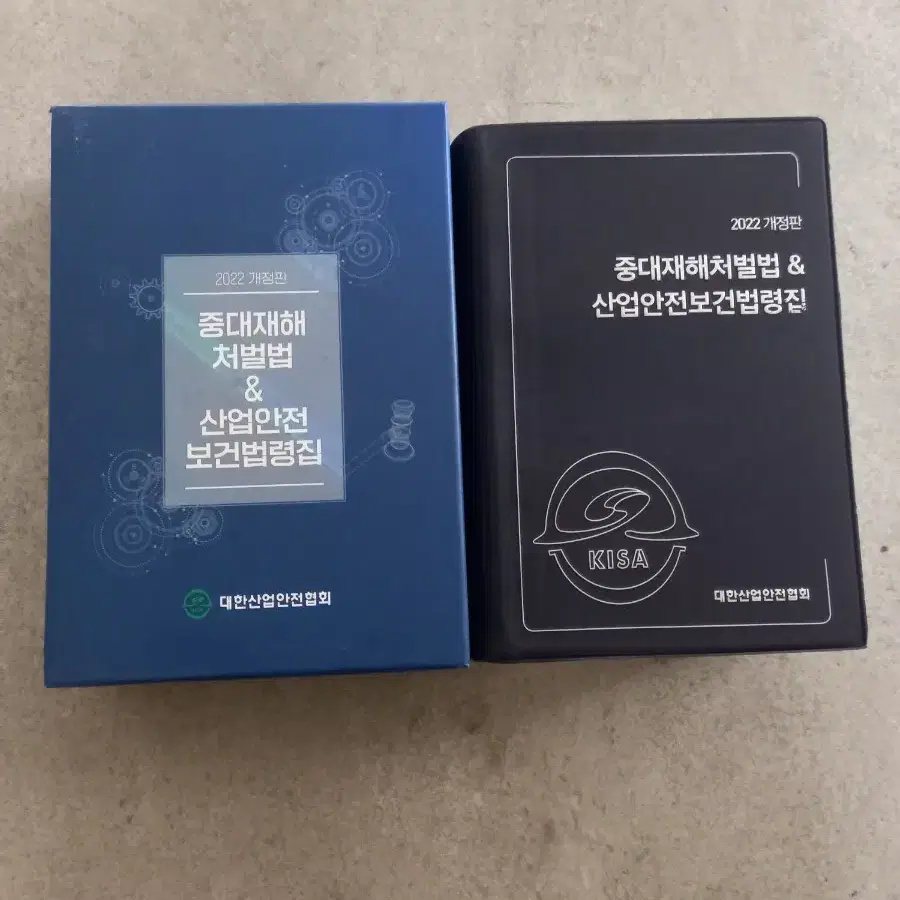 2022 개정판
중대재해
처벌법
&
산업안전
보건법령집
대한산업안전협회
2022 개정판
중대재해처벌법 &
산업안전보건법령집
KISA
대한산업안전협회